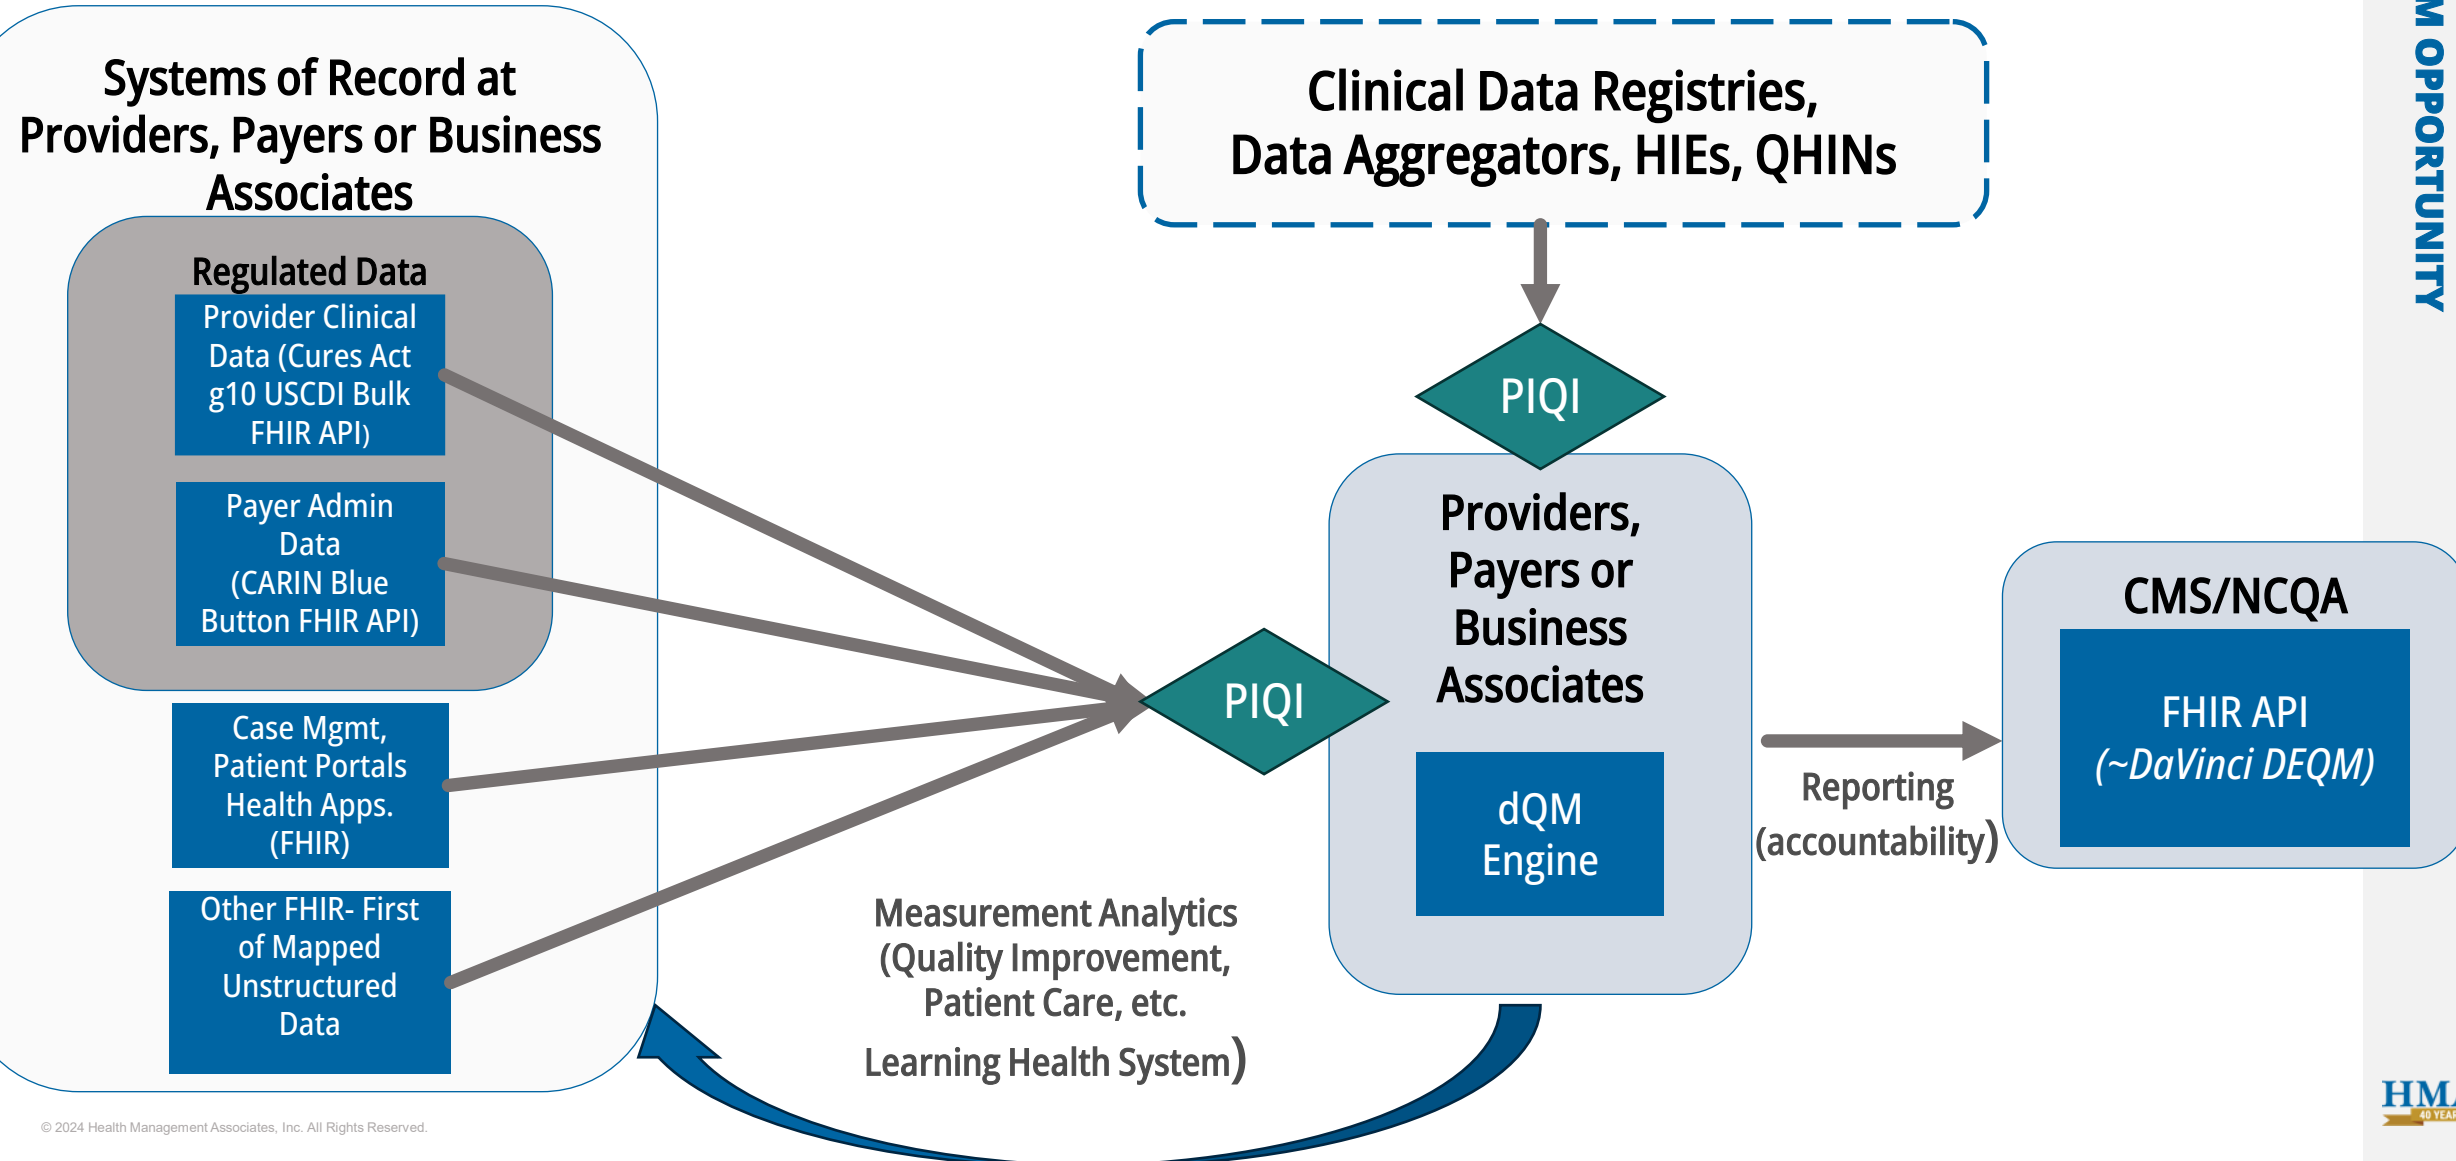 Systems of Record at
Providers, Payers or Business
Associates
Regulated Data
Provider Clinical
Data (Cures Act
g10 USCDI Bulk
FHIR API)
Payer Admin
Data
(CARIN Blue
Button FHIR API)
Case Mgmt,
Patient Portals
Health Apps.
(FHIR)
Other FHIR- First
of Mapped
Unstructured
Data
Clinical Data Registries,
Data Aggregators, HIEs, QHINs
PIQI
PIQI
Providers,
Payers or
Business
Associates
dQM
Engine
Measurement Analytics
(Quality Improvement,
Patient Care, etc.
Learning Health System)
Reporting
(accountability)
CMS/NCQA
FHIR API
(~DaVinci DEQM)
M OPPORTUNITY
© 2024 Health Management Associates, Inc. All Rights Reserved.
HMA
40 YEAR